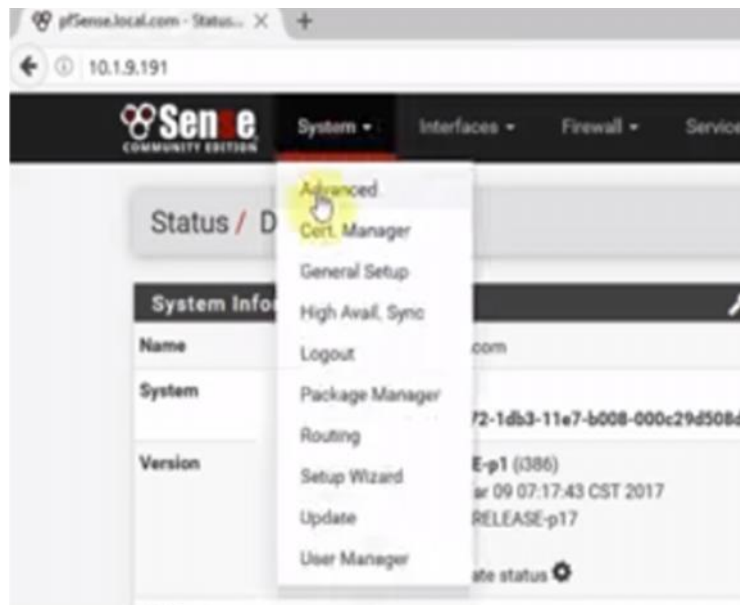 pfSense.local.com - Status...
10.1.9.191
Sense
COMMUNITY EDITION
System
Interfaces
Firewall
Service
Status / D
Advanced
Cert. Manager
General Setup
High Avail. Sync
Logout
Package Manager
Routing
Setup Wizard
Update
User Manager
System Info
Name
com
System
72-1db3-11e7-b008-000c29d508d
Version
E-p1 (i386)
ar 09 07:17:43 CST 2017
RELEASE-p17
ate status